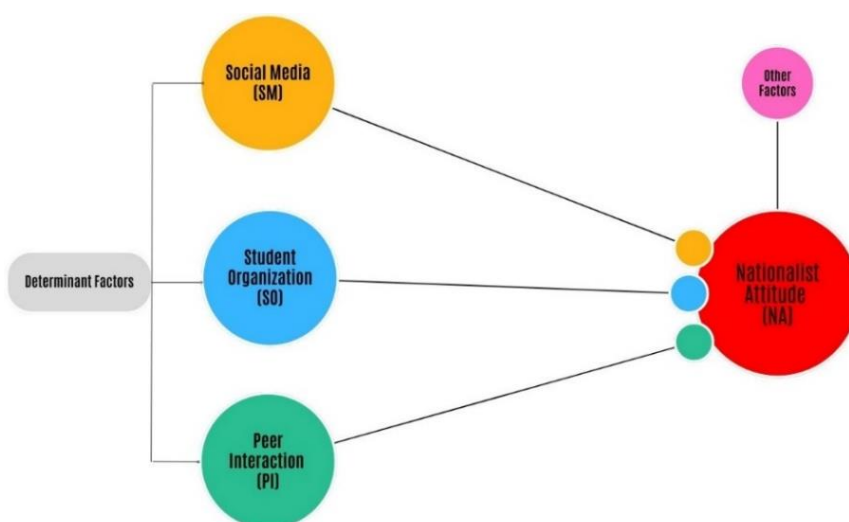 Social Media
(SM)
Other
Factors
Determinant Factors
Student
Organization
(SO)
Nationalist
Attitude
(NA)
Peer
Interaction
(PI)